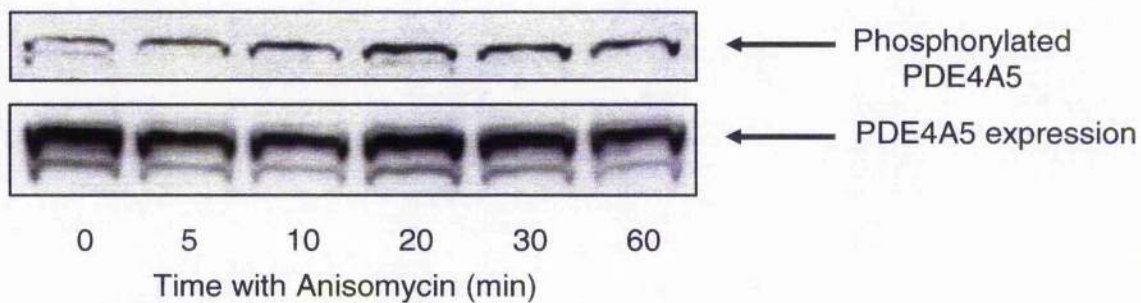 Phosphorylated
PDE4A5
PDE4A5 expression
0 5 10 20 30 60
Time with Anisomycin (min)